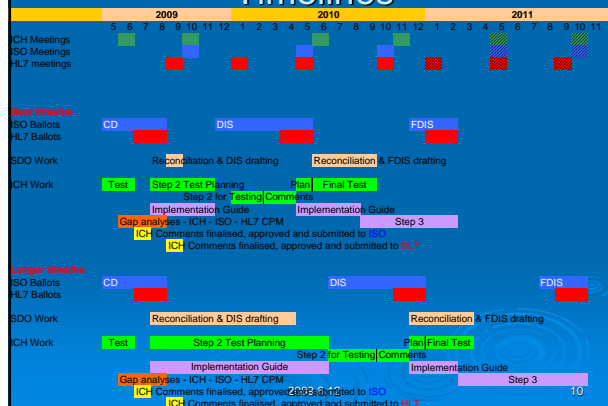 Timelines
2009 2010 2011
5 6 7 8 9 10 11 12 1 2 3 4 5 6 7 8 9 10 11 12 1 2 3 4 5 6 7 8 9 10 11
ICH Meetings
ISO Meetings
HL7 meetings
Best timeline
ISO Ballots CD DIS FDIS
HL7 Ballots
SDO Work Reconciliation & DIS drafting Reconciliation & FDIS drafting
ICH Work Test Step 2 Test Planning Plan Final Test
Step 2 for Testing Comments
Implementation Guide Implementation Guide
Gap analyses - ICH - ISO - HL7 CPM Step 3
ICH Comments finalised, approved and submitted to ISO
ICH Comments finalised, approved and submitted to HL7
Longer timeline
ISO Ballots CD DIS FDIS
HL7 Ballots
SDO Work Reconciliation & DIS drafting Reconciliation & FDIS drafting
ICH Work Test Step 2 Test Planning Plan Final Test
Step 2 for Testing Comments
Implementation Guide Implementation Guide
Gap analyses - ICH - ISO - HL7 CPM Step 3
ICH Comments finalised, approved and submitted to ISO
10
ICH Comments finalised, approved and submitted to HL7